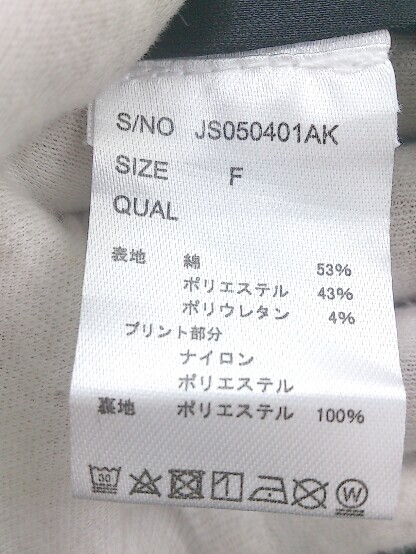 S/NO JS050401AK
SIZE F
QUAL
表地 綿 53%
ポリエステル 43%
ポリウレタン 4%
プリント部分
ナイロン
ポリエステル
裏地 ポリエステル 100%
30 W